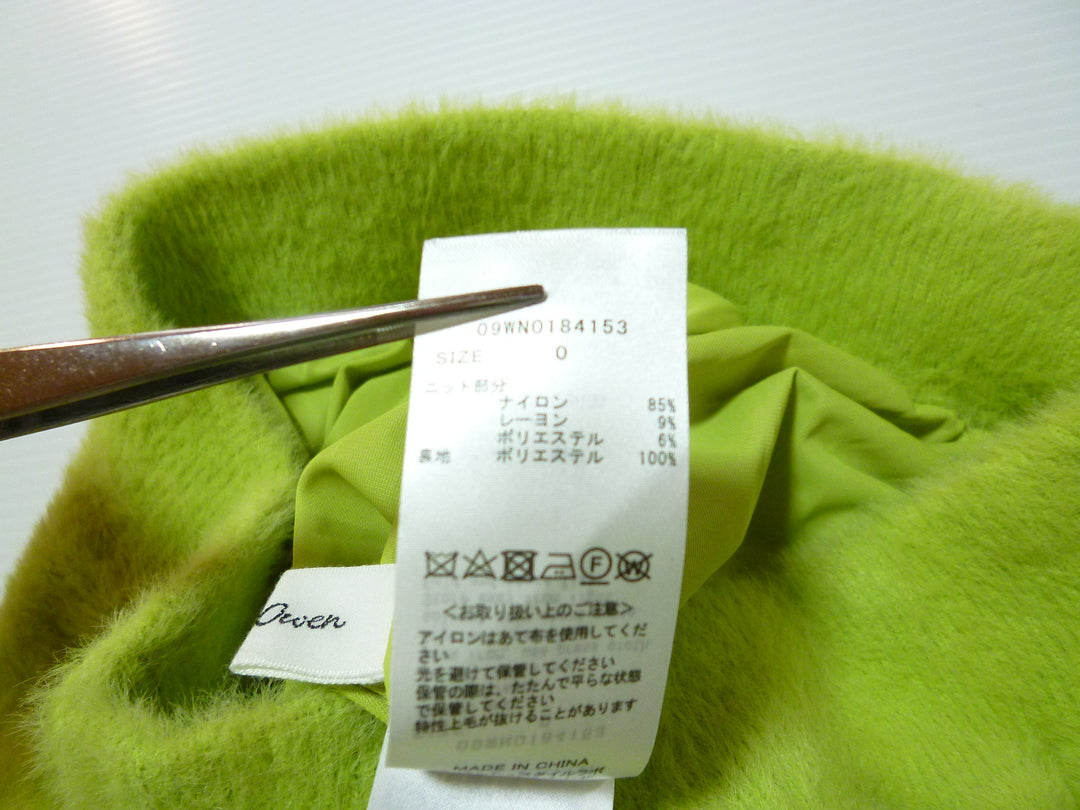 09WN0184153
SIZE 0
ニット部分
ナイロン 85%
レーヨン 9%
ポリエステル 6%
表地 ポリエステル 100%
F
W
<お取り扱い上のご注意>
アイロンはあて布を使用してくだ
さい
光を避けて保管してください
保管の際は、たたんで平らな状態
で保管してください
特性上毛が抜けることがあります
MADE IN CHINA
Owen